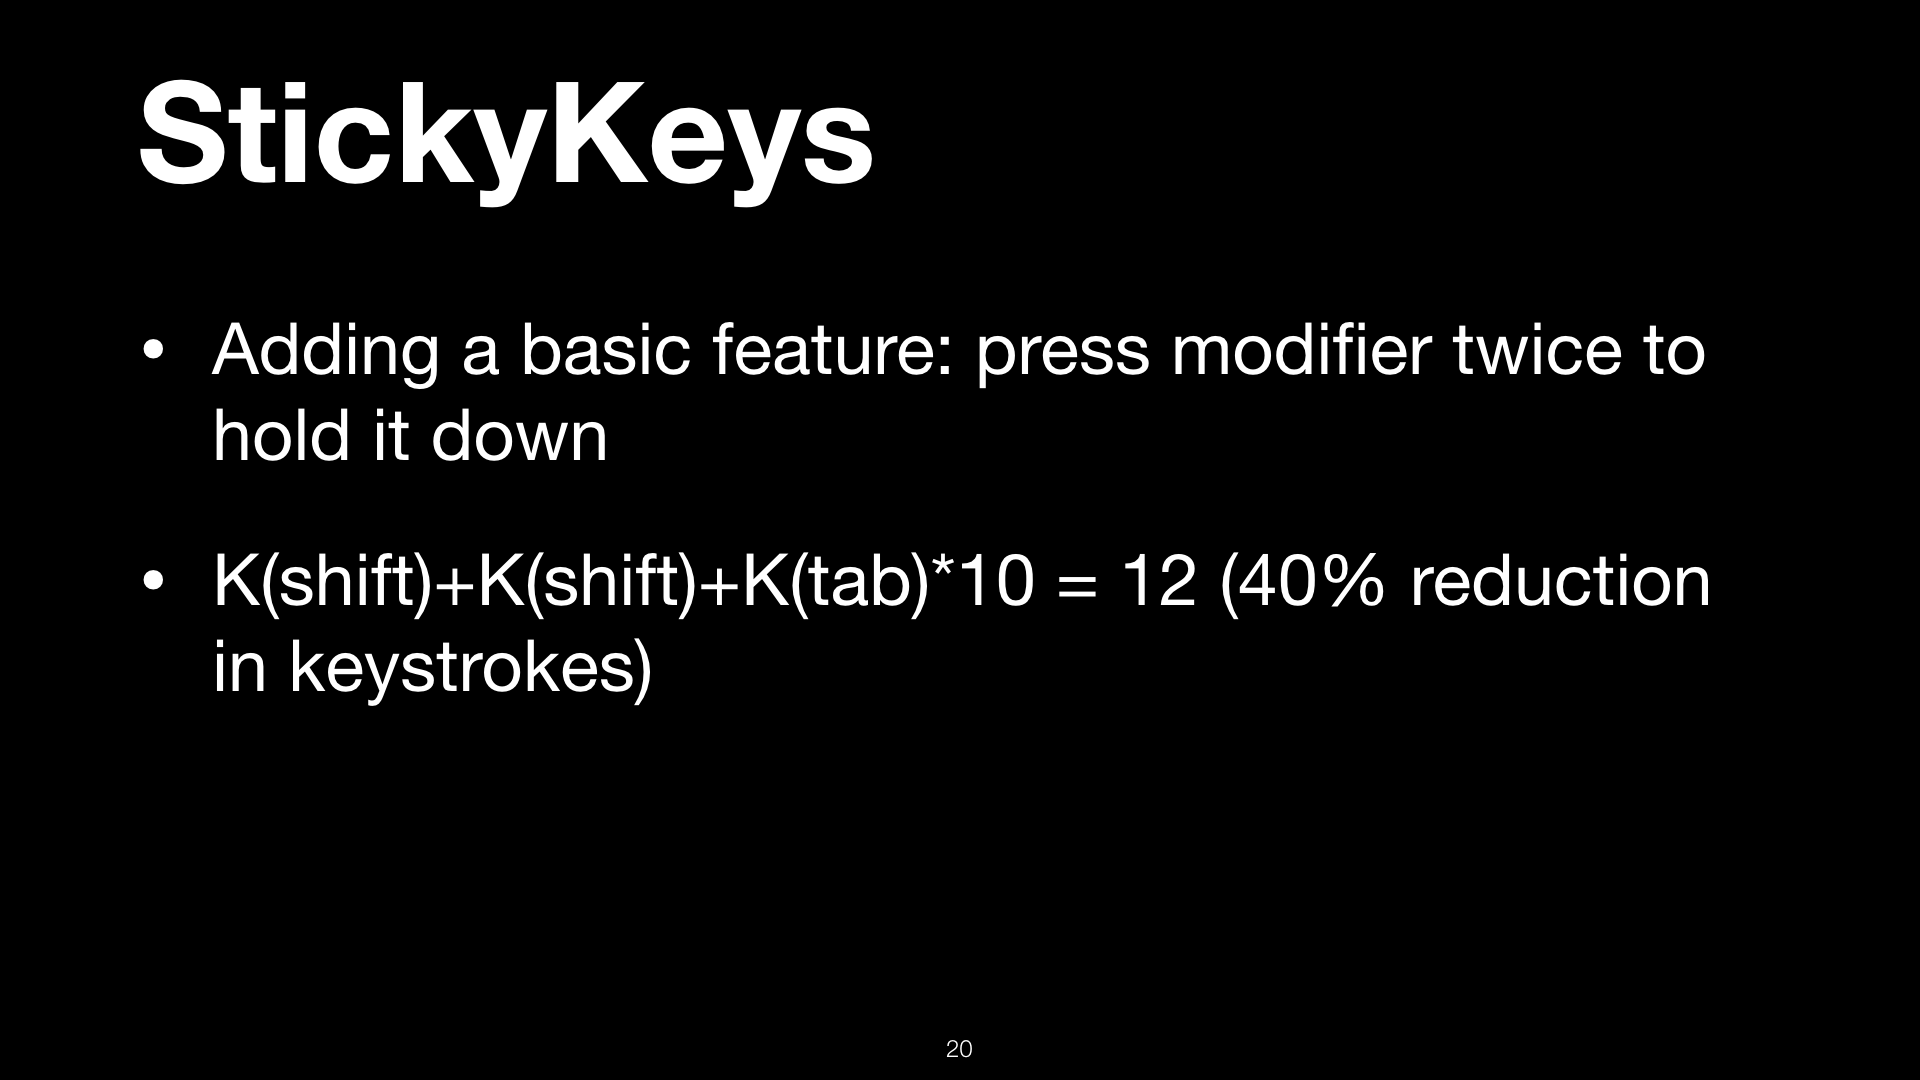 StickyKeys
• Adding a basic feature: press modifier twice to
hold it down
• K(shift)+K(shift)+K(tab)*10 = 12 (40% reduction
in keystrokes)
20